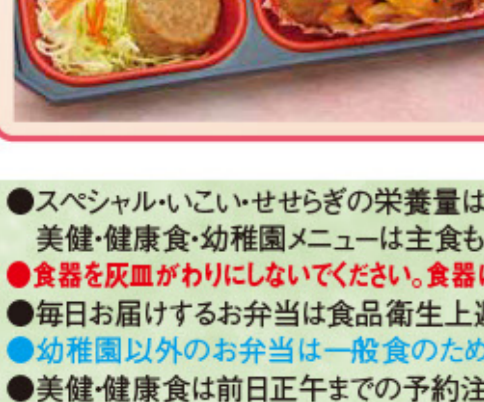 ●スペシャル・いこい・せせらぎの栄養量は
美健・健康食・幼稚園メニューは主食も
●食器を灰皿がわりにしないでください。食器に
●毎日お届けするお弁当は食品衛生上
●幼稚園以外のお弁当は一般食のため
●美健・健康食は前日正午までの予約注